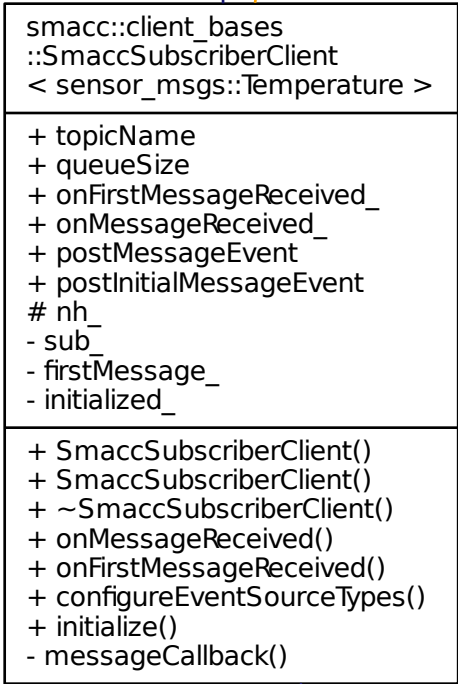 smacc::client_bases
::SmaccSubscriberClient
< sensor_msgs::Temperature >
+ topicName
+ queueSize
+ onFirstMessageReceived_
+ onMessageReceived_
+ postMessageEvent
+ postInitialMessageEvent
# nh_
- sub_
- firstMessage_
- initialized_
+ SmaccSubscriberClient()
+ SmaccSubscriberClient()
+ ~SmaccSubscriberClient()
+ onMessageReceived()
+ onFirstMessageReceived()
+ configureEventSourceTypes()
+ initialize()
- messageCallback()